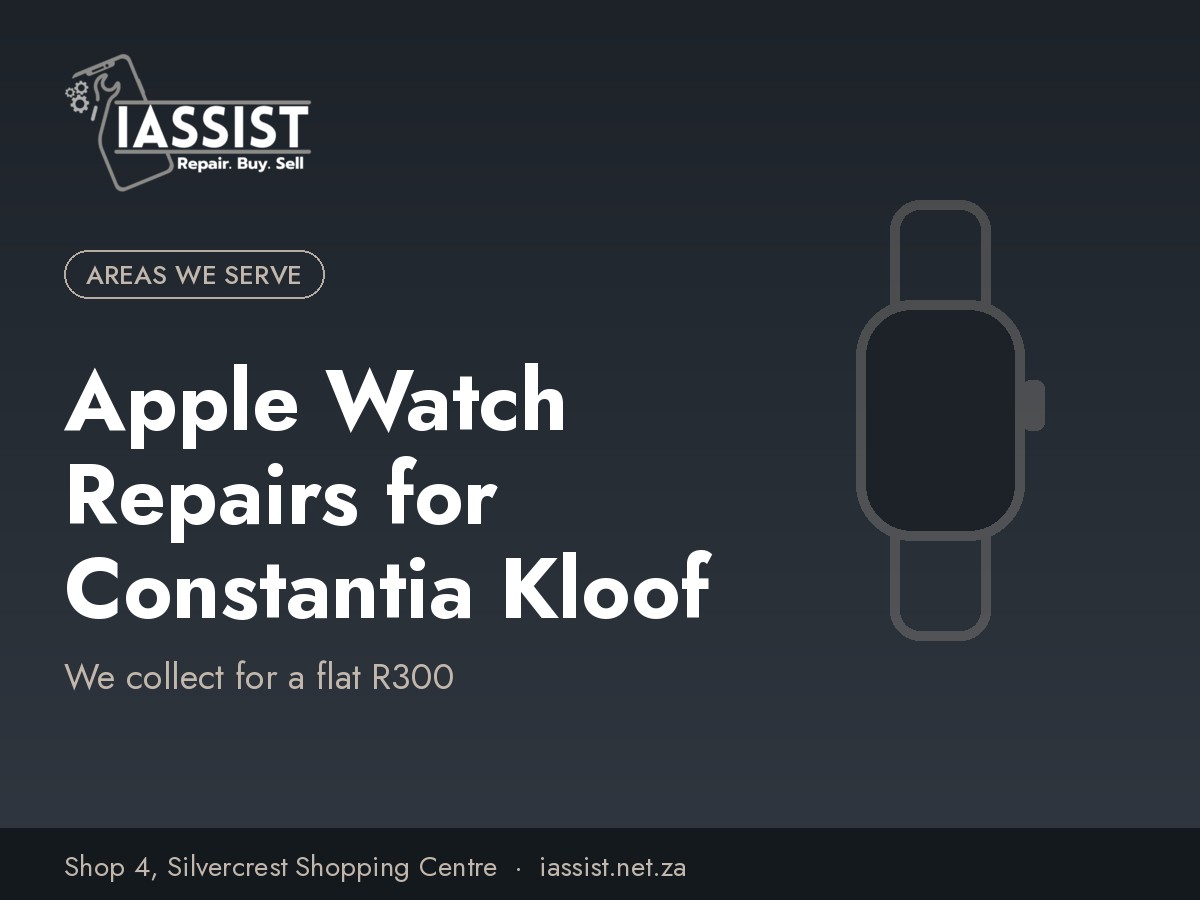 IASSIST
Repair. Buy. Sell
AREAS WE SERVE
Apple Watch
Repairs for
Constantia Kloof
We collect for a flat R300
Shop 4, Silvercrest Shopping Centre · iassist.net.za